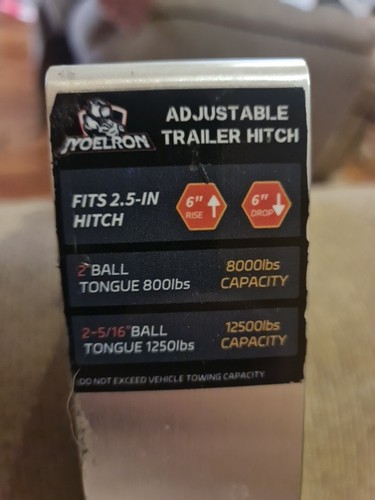 JYOELRON
ADJUSTABLE
TRAILER HITCH
FITS 2.5-IN
HITCH
6"
RISE
6"
DROP
2"BALL
TONGUE 800lbs
8000lbs
CAPACITY
2-5/16"BALL
TONGUE 1250lbs
12500lbs
CAPACITY
DO NOT EXCEED VEHICLE TOWING CAPACITY